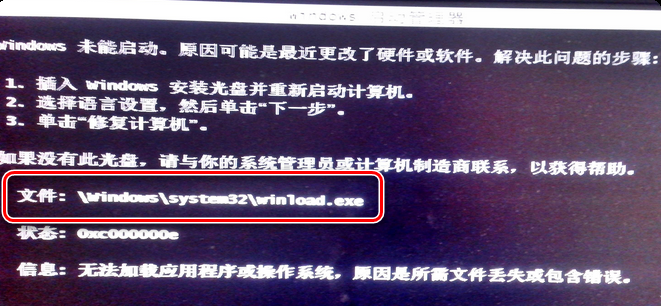 Windows 启动管理器
Windows 未能启动。原因可能是最近更改了硬件或软件。解决此问题的步骤:
1. 插入 Windows 安装光盘并重新启动计算机。
2. 选择语言设置，然后单击“下一步”。
3. 单击“修复计算机”。
如果没有此光盘，请与你的系统管理员或计算机制造商联系，以获得帮助。
文件: \Windows\system32\winload.exe
状态: 0xc000000e
信息: 无法加载应用程序或操作系统，原因是所需文件丢失或包含错误。